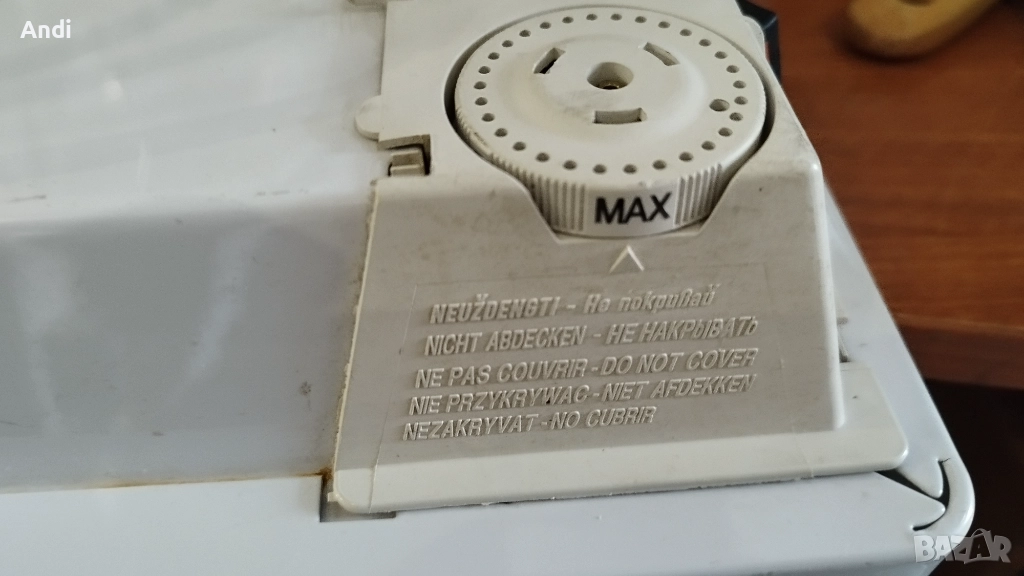 Andi
MAX
NEUŽDENGTI - Не покривай
NICHT ABDECKEN - НЕ НАКРЫВАТЬ
NE PAS COUVRIR - DO NOT COVER
NIE PRZYKRYWAC - NIET AFDEKKEN
NEZAKRYVAT - NO CUBRIR
BAZAR